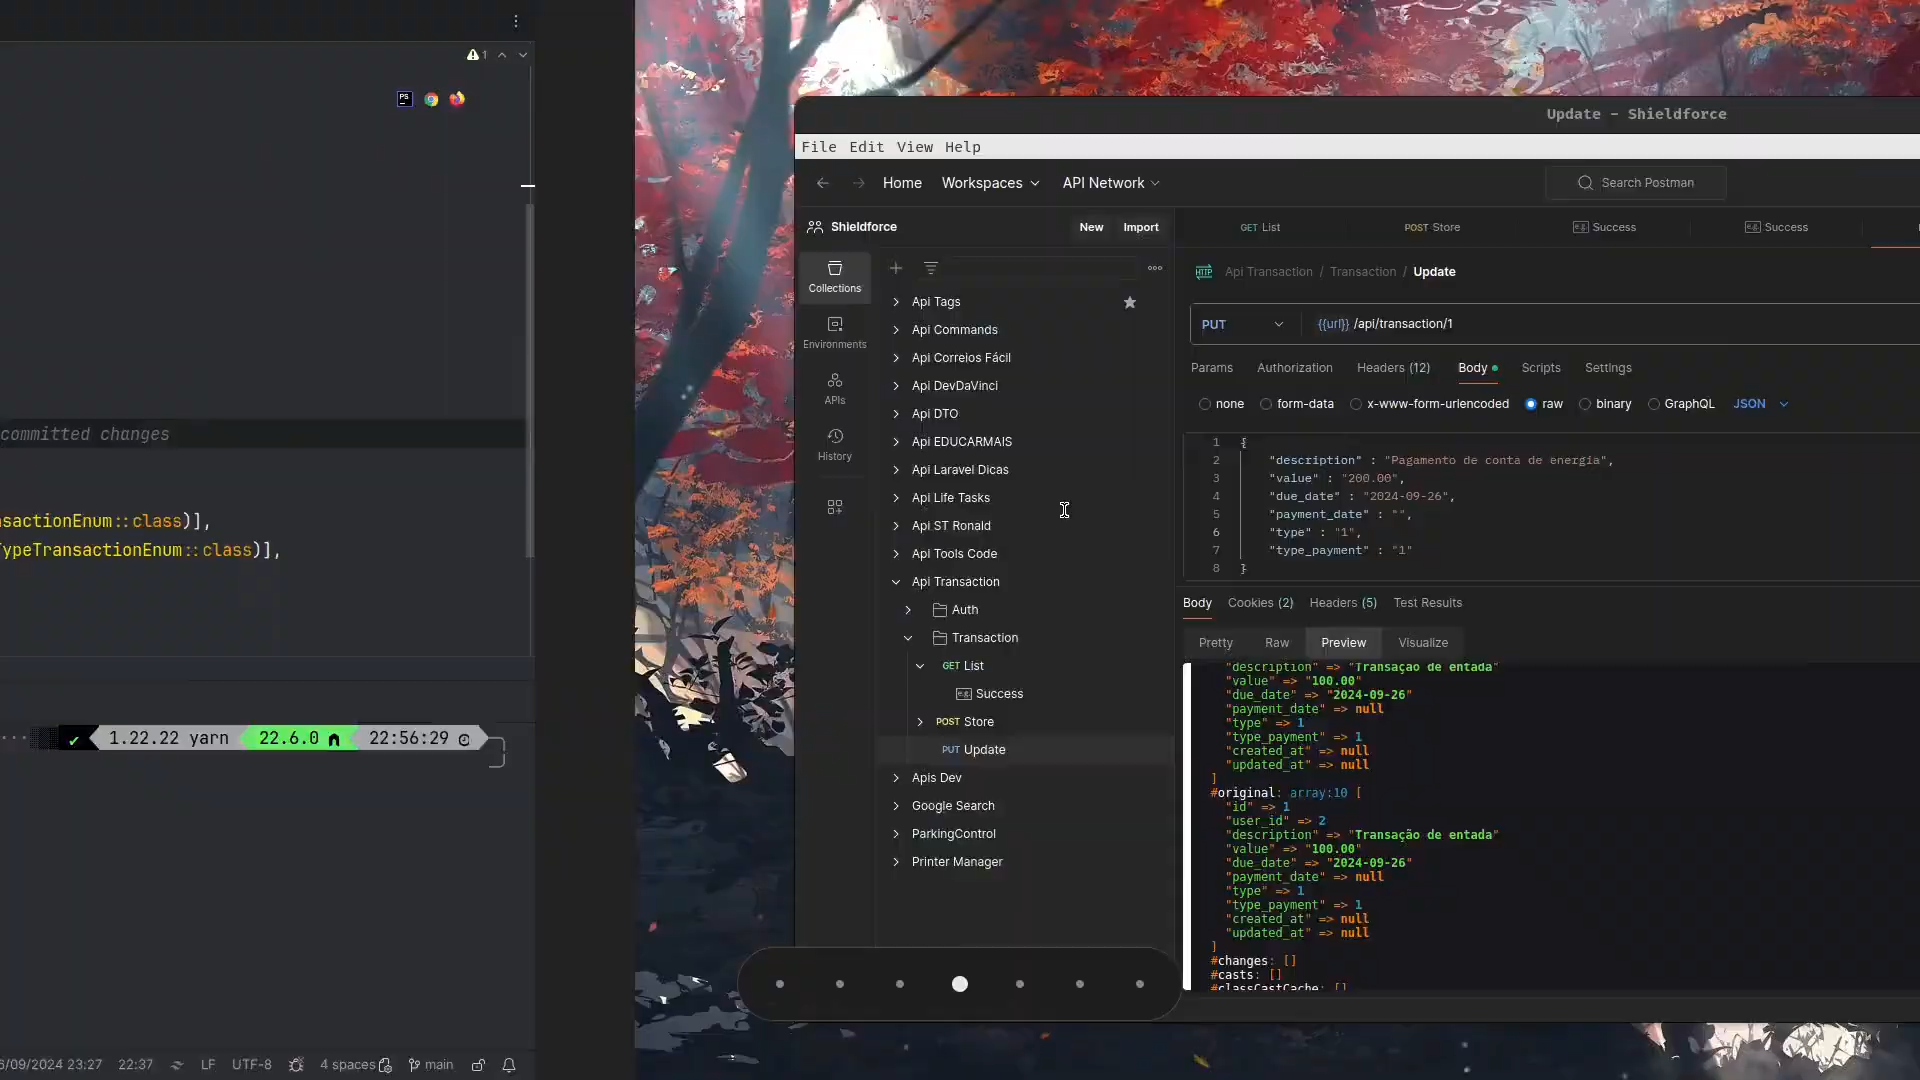 1
PS
committed changes
nsactionEnum::class)],
TypeTransactionEnum::class)],
1.22.22 yarn
22.6.0
22:56:29
6/09/2024 23:27
22:37
LF
UTF-8
4 spaces
main
Update - Shieldforce
File Edit View Help
Home
Workspaces
API Network
Search Postman
Shieldforce
New
Import
GET List
POST Store
Success
Success
Collections
Environments
APIs
History
Api Tags
Api Commands
Api Correios Fácil
Api DevDaVinci
Api DTO
Api EDUCARMAIS
Api Laravel Dicas
Api Life Tasks
Api ST Ronald
Api Tools Code
Api Transaction
Auth
Transaction
GET List
Success
POST Store
PUT Update
Apis Dev
Google Search
ParkingControl
Printer Manager
HTTP
Api Transaction / Transaction / Update
PUT
{{url}} /api/transaction/1
Params
Authorization
Headers (12)
Body
Scripts
Settings
none
form-data
x-www-form-urlencoded
raw
binary
GraphQL
JSON
1 {
2 "description" : "Pagamento de conta de energia",
3 "value" : "200.00",
4 "due_date" : "2024-09-26",
5 "payment_date" : "",
6 "type" : "1",
7 "type_payment" : "1"
8 }
Body
Cookies (2)
Headers (5)
Test Results
Pretty
Raw
Preview
Visualize
"description" => "Transação de entada"
"value" => "100.00"
"due_date" => "2024-09-26"
"payment_date" => null
"type" => 1
"type_payment" => 1
"created_at" => null
"updated_at" => null
]
#original: array:10 [
"id" => 1
"user_id" => 2
"description" => "Transação de entada"
"value" => "100.00"
"due_date" => "2024-09-26"
"payment_date" => null
"type" => 1
"type_payment" => 1
"created_at" => null
"updated_at" => null
]
#changes: []
#casts: []
#classCastCache: []